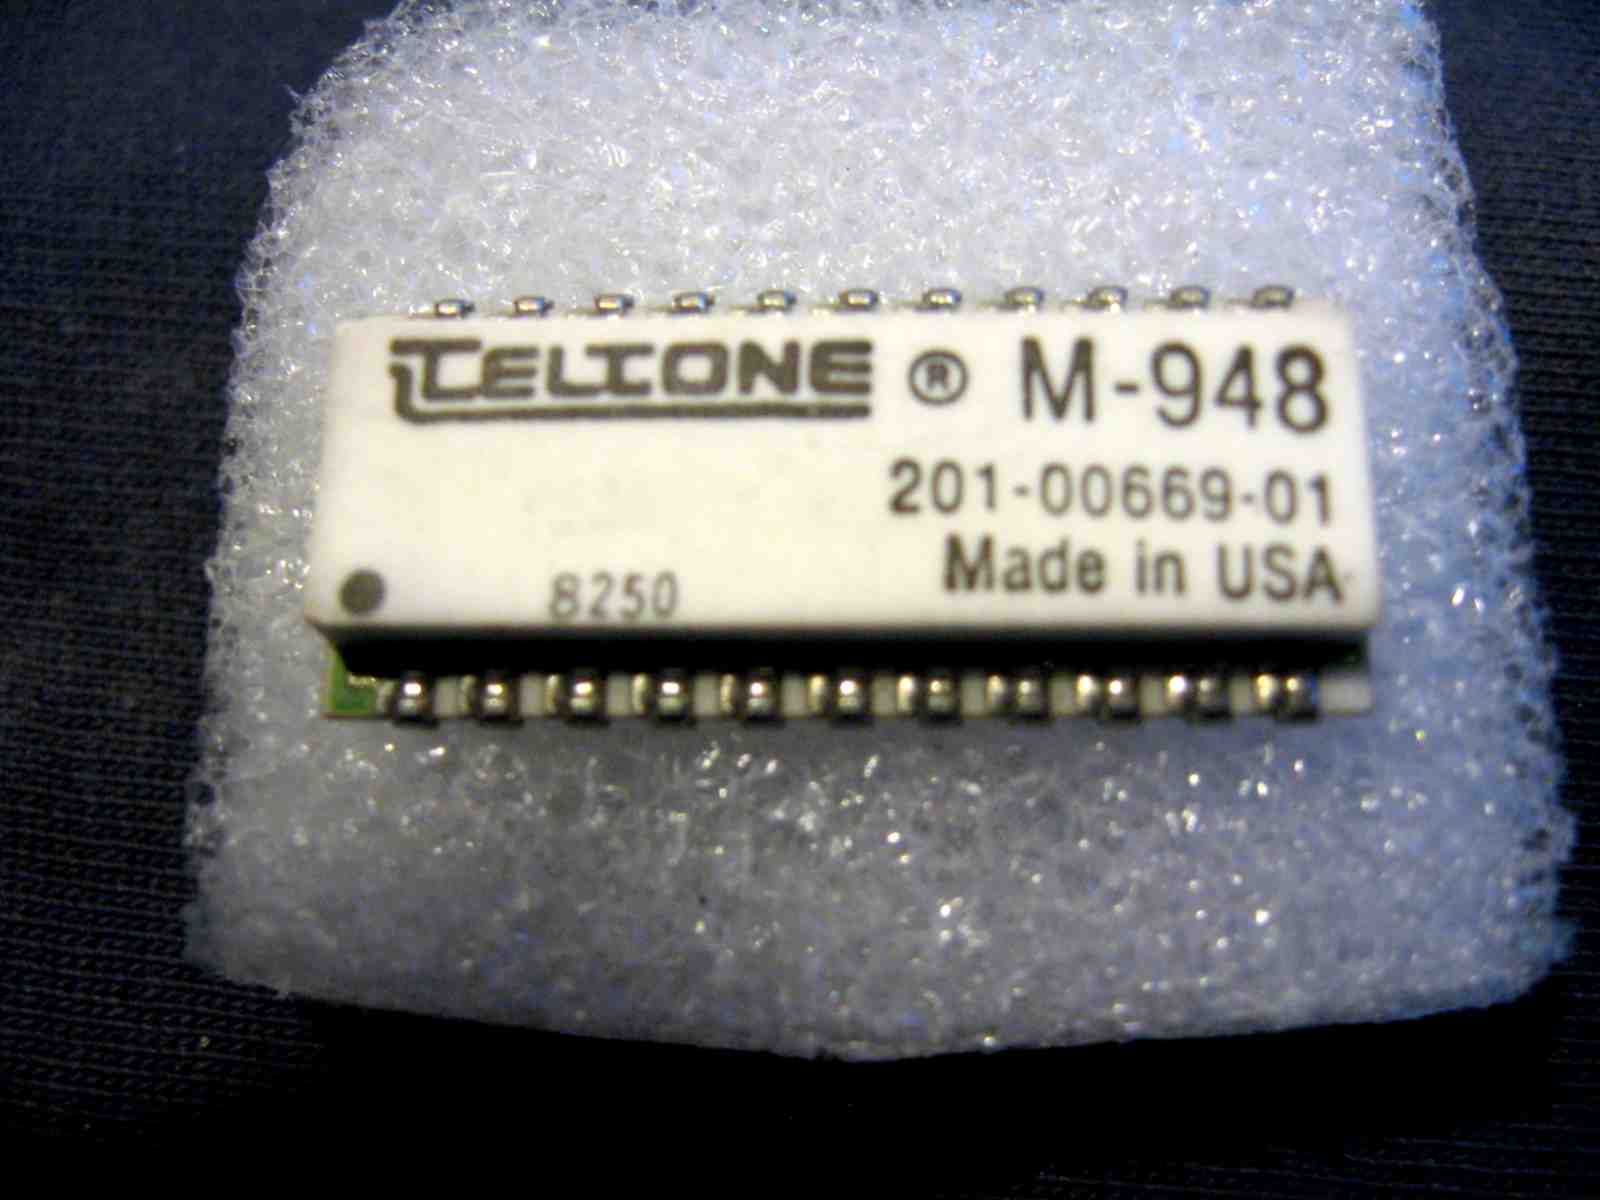 TELTONE ® M-948
201-00669-01
Made in USA
8250